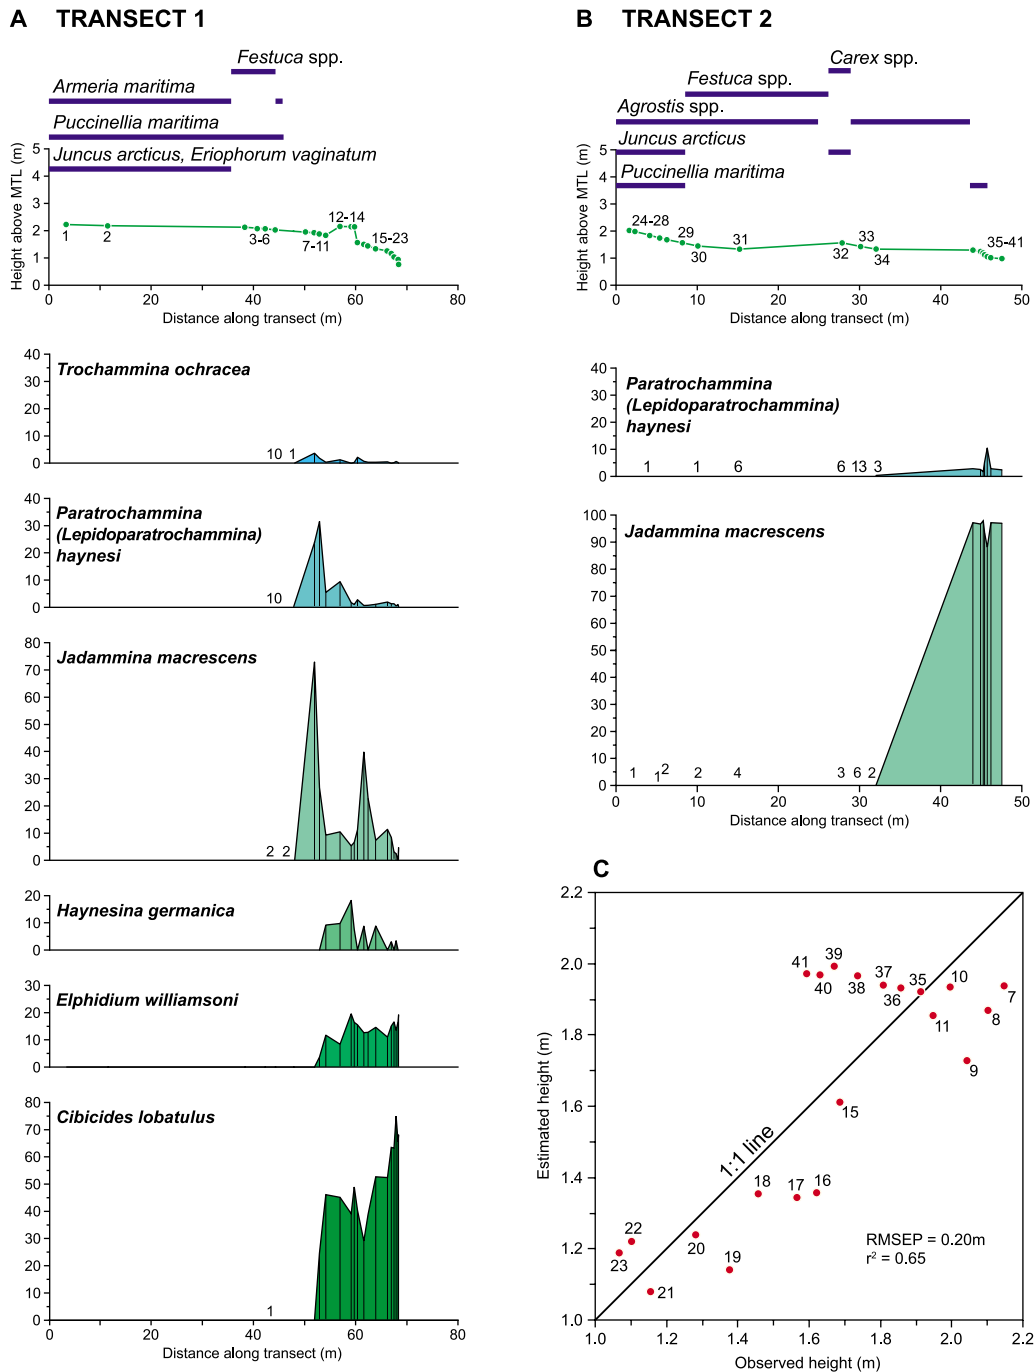 A TRANSECT 1
Festuca spp.
Armeria maritima
Puccinellia maritima
Juncus arcticus, Eriophorum vaginatum
Height above MTL (m)
5
4
3
2
1
0
1
2
3-6
7-11
12-14
15-23
0 20 40 60 80
Distance along transect (m)
Trochammina ochracea
40
30
20
10
0
10 1
Paratrochammina
(Lepidoparatrochammina)
haynesi
40
30
20
10
0
10
Jadammina macrescens
80
70
60
50
40
30
20
10
0
2 2
Haynesina germanica
20
10
0
Elphidium williamsoni
30
20
10
0
Cibicides lobatulus
80
70
60
50
40
30
20
10
0
1
0 20 40 60 80
Distance along transect (m)
B TRANSECT 2
Carex spp.
Festuca spp.
Agrostis spp.
Juncus arcticus
Puccinellia maritima
Height above MTL (m)
5
4
3
2
1
0
24-28
29
30
31
32
33
34
35-41
0 10 20 30 40 50
Distance along transect (m)
Paratrochammina
(Lepidoparatrochammina)
haynesi
40
30
20
10
0
1 1 6 6 13 3
Jadammina macrescens
100
90
80
70
60
50
40
30
20
10
0
1 1 2 2 4 3 6 2
0 10 20 30 40 50
Distance along transect (m)
C
Estimated height (m)
2.2
2.0
1.8
1.6
1.4
1.2
1.0
41
40
39
38
37
36
35
10
7
11
8
9
15
1:1 line
18
17
16
22
23
20
19
21
RMSEP = 0.20m
r² = 0.65
1.0 1.2 1.4 1.6 1.8 2.0 2.2
Observed height (m)